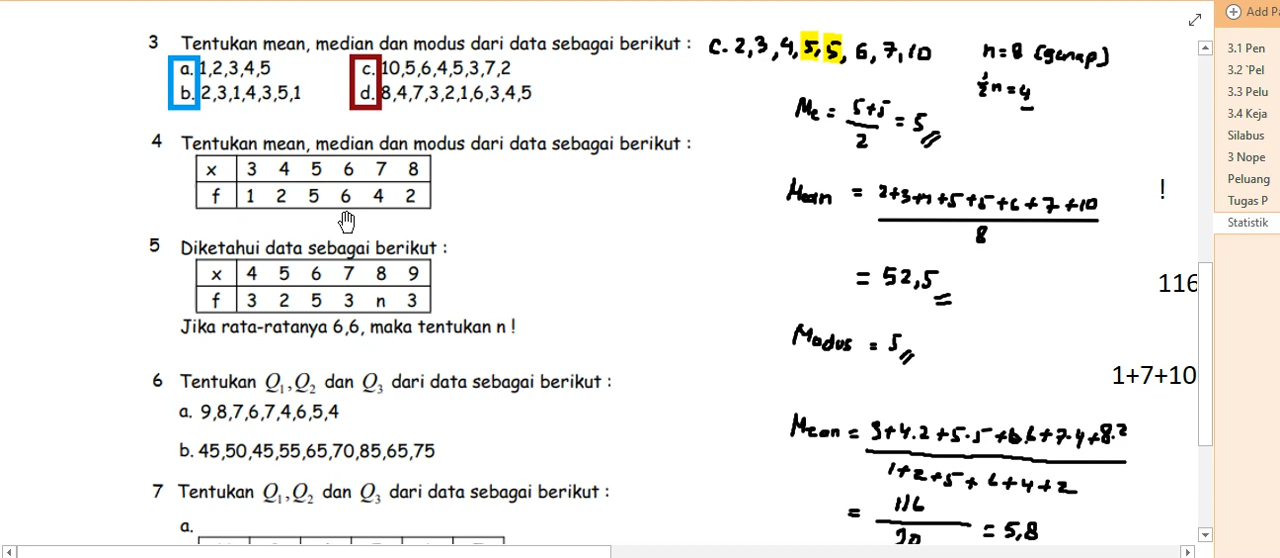 3 Tentukan mean, median dan modus dari data sebagai berikut :
a. 1,2,3,4,5 c. 10,5,6,4,5,3,7,2
b. 2,3,1,4,3,5,1 d. 8,4,7,3,2,1,6,3,4,5
4 Tentukan mean, median dan modus dari data sebagai berikut :
x 3 4 5 6 7 8
f 1 2 5 6 4 2
5 Diketahui data sebagai berikut :
x 4 5 6 7 8 9
f 3 2 5 3 n 3
Jika rata-ratanya 6,6, maka tentukan n !
6 Tentukan Q1, Q2 dan Q3 dari data sebagai berikut :
a. 9,8,7,6,7,4,6,5,4
b. 45,50,45,55,65,70,85,65,75
7 Tentukan Q1, Q2 dan Q3 dari data sebagai berikut :
a.
C. 2,3,4,5,5,6,7,10 n=8 (genap)
1/2 n = 4
Me = 5+5/2 = 5
Mean = 2+3+4+5+5+6+7+10/8
= 52,5
Modus = 5
Mean = 3+4.2+5.5+6.6+7.4+8.2/1+2+5+6+4+2
= 116/20 = 5,8
!
116
1+7+10
Add Pa
3.1 Pen
3.2 `Pel
3.3 Pelu
3.4 Keja
Silabus
3 Nope
Peluang
Tugas P
Statistik